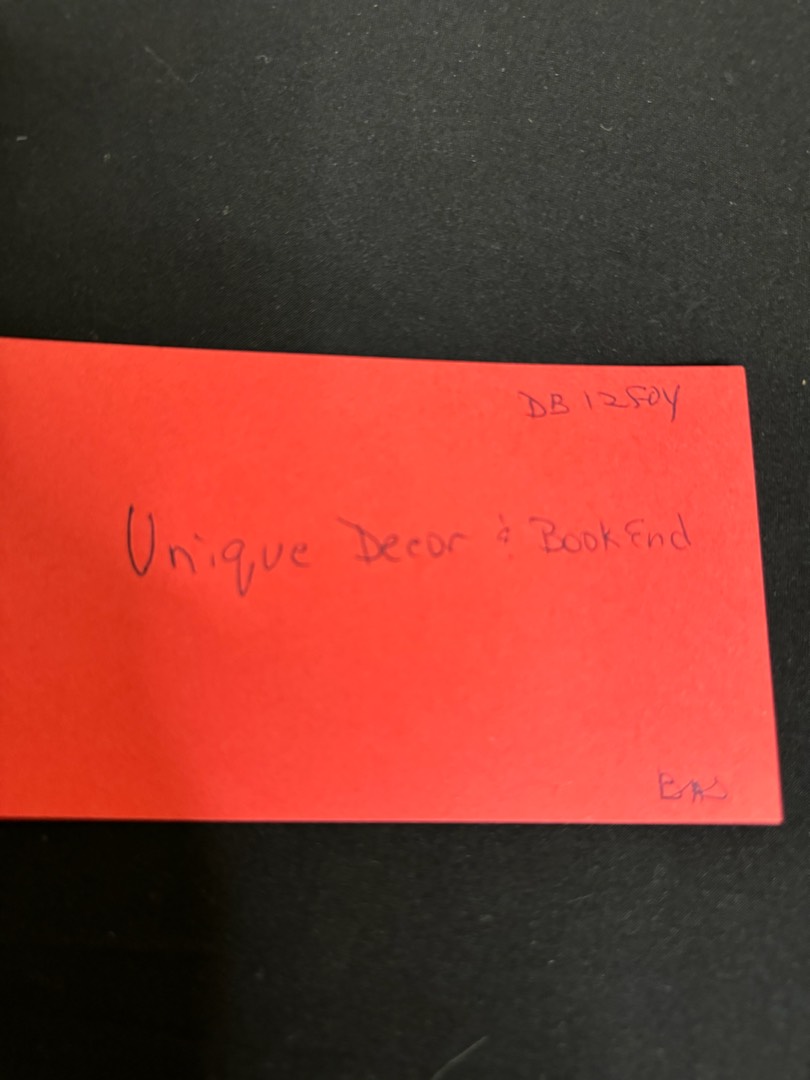 DB 12504
Unique Decor & BookEnd